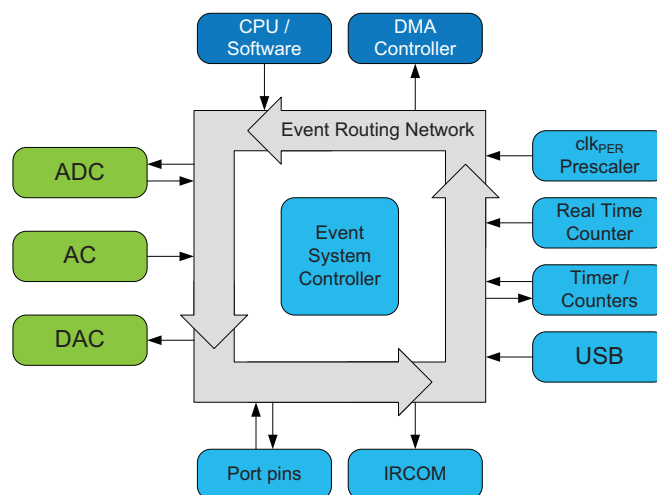 CPU /
Software
DMA
Controller
Event Routing Network
ADC
AC
DAC
Event
System
Controller
clkPER
Prescaler
Real Time
Counter
Timer /
Counters
USB
Port pins
IRCOM